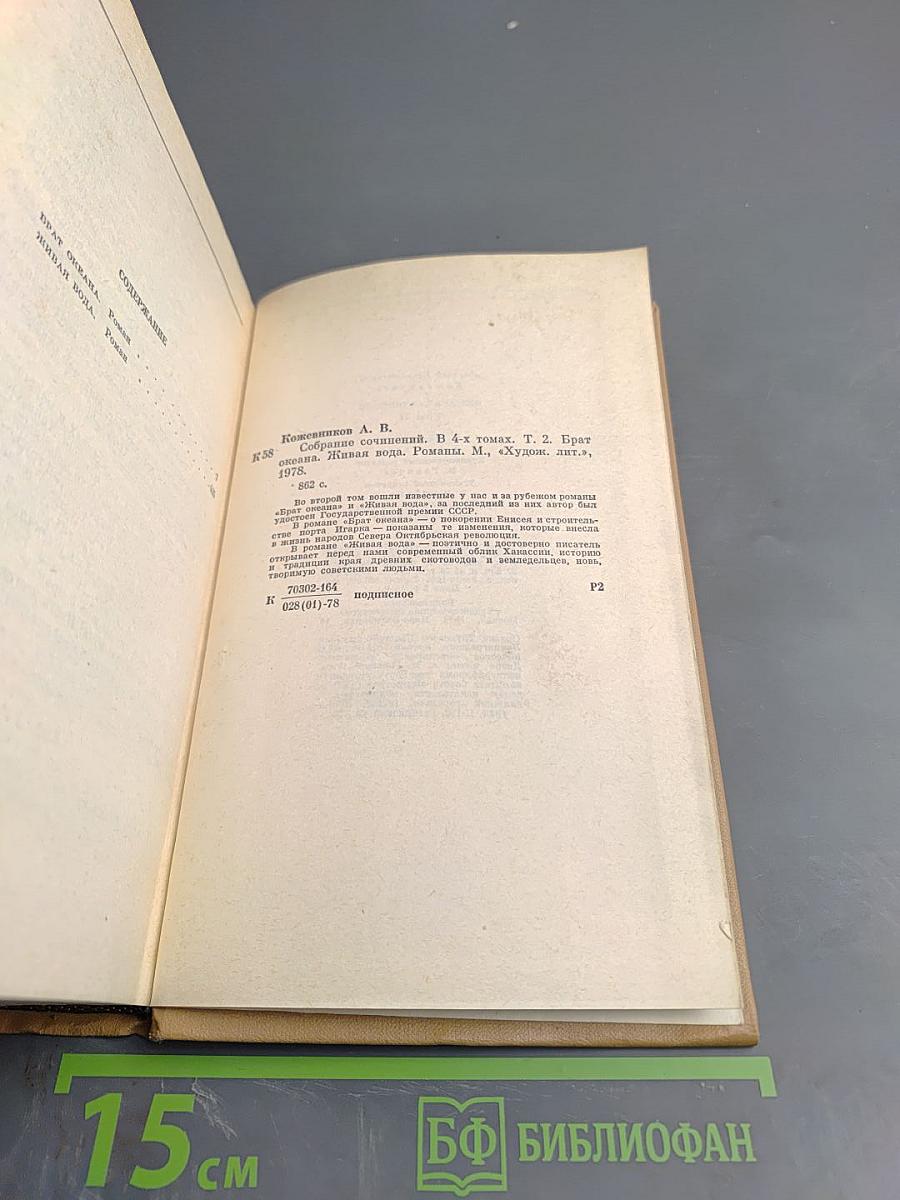 СОДЕРЖАНИЕ
БРАТ ОКЕАНА. Роман . . . .
ЖИВАЯ ВОДА. Роман . . . . . .
Кожевников А. В.
К58 Собрание сочинений. В 4-х томах. Т. 2. Брат
океана. Живая вода. Романы. М., «Худож. лит.»,
1978.
862 с.
Во второй том вошли известные у нас и за рубежом романы
«Брат океана» и «Живая вода», за последний из них автор был
удостоен Государственной премии СССР.
В романе «Брат океана» — о покорении Енисея и строитель-
стве порта Игарка — показаны те изменения, которые внесла
в жизнь народов Севера Октябрьская революция.
В романе «Живая вода» — поэтично и достоверно писатель
открывает перед нами современный облик Хакассии, историю
и традиции края древних скотоводов и земледельцев, новь,
творимую советскими людьми.
К 70302-164
028(01)-78 подписное Р2
15 см
БФ БИБЛИОФАН